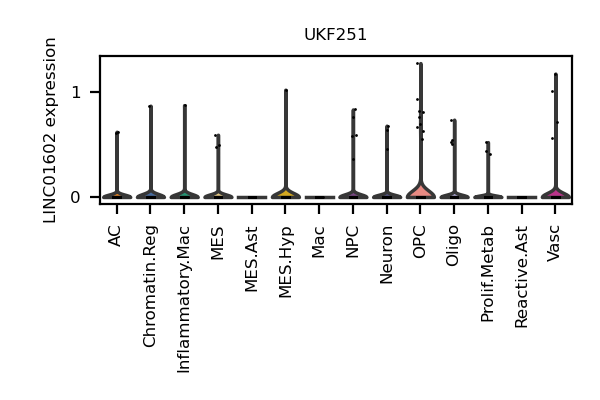 UKF251
LINC01602 expression
1
0
AC
Chromatin.Reg
Inflammatory.Mac
MES
MES.Ast
MES.Hyp
Mac
NPC
Neuron
OPC
Oligo
Prolif.Metab
Reactive.Ast
Vasc